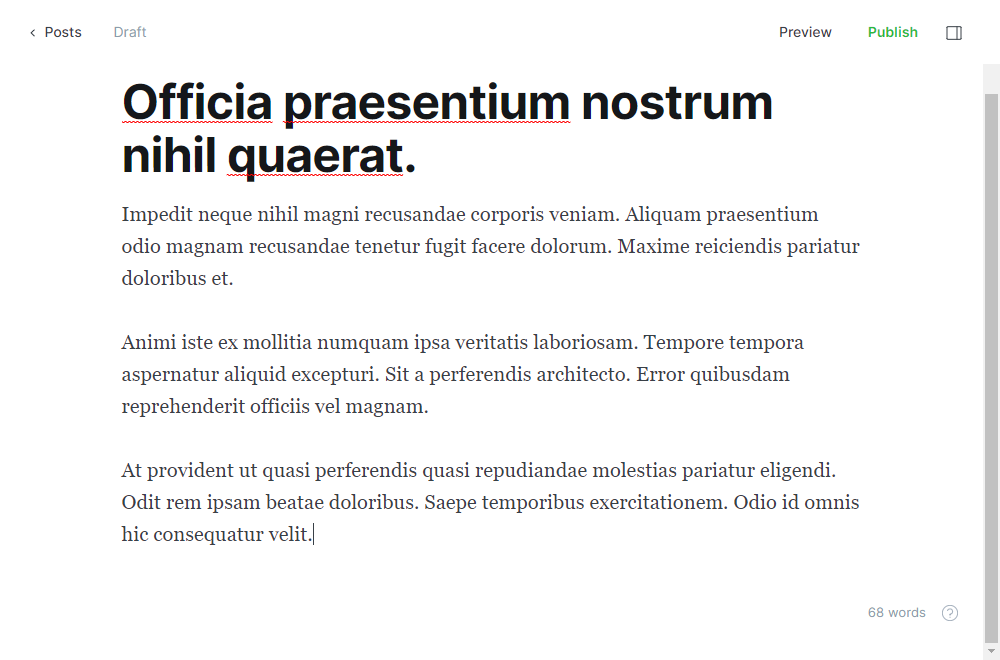 Posts Draft Preview Publish
Officia praesentium nostrum
nihil quaerat.
Impedit neque nihil magni recusandae corporis veniam. Aliquam praesentium
odio magnam recusandae tenetur fugit facere dolorum. Maxime reiciendis pariatur
doloribus et.
Animi iste ex mollitia numquam ipsa veritatis laboriosam. Tempore tempora
aspernatur aliquid excepturi. Sit a perferendis architecto. Error quibusdam
reprehenderit officiis vel magnam.
At provident ut quasi perferendis quasi repudiandae molestias pariatur eligendi.
Odit rem ipsam beatae doloribus. Saepe temporibus exercitationem. Odio id omnis
hic consequatur velit.
68 words